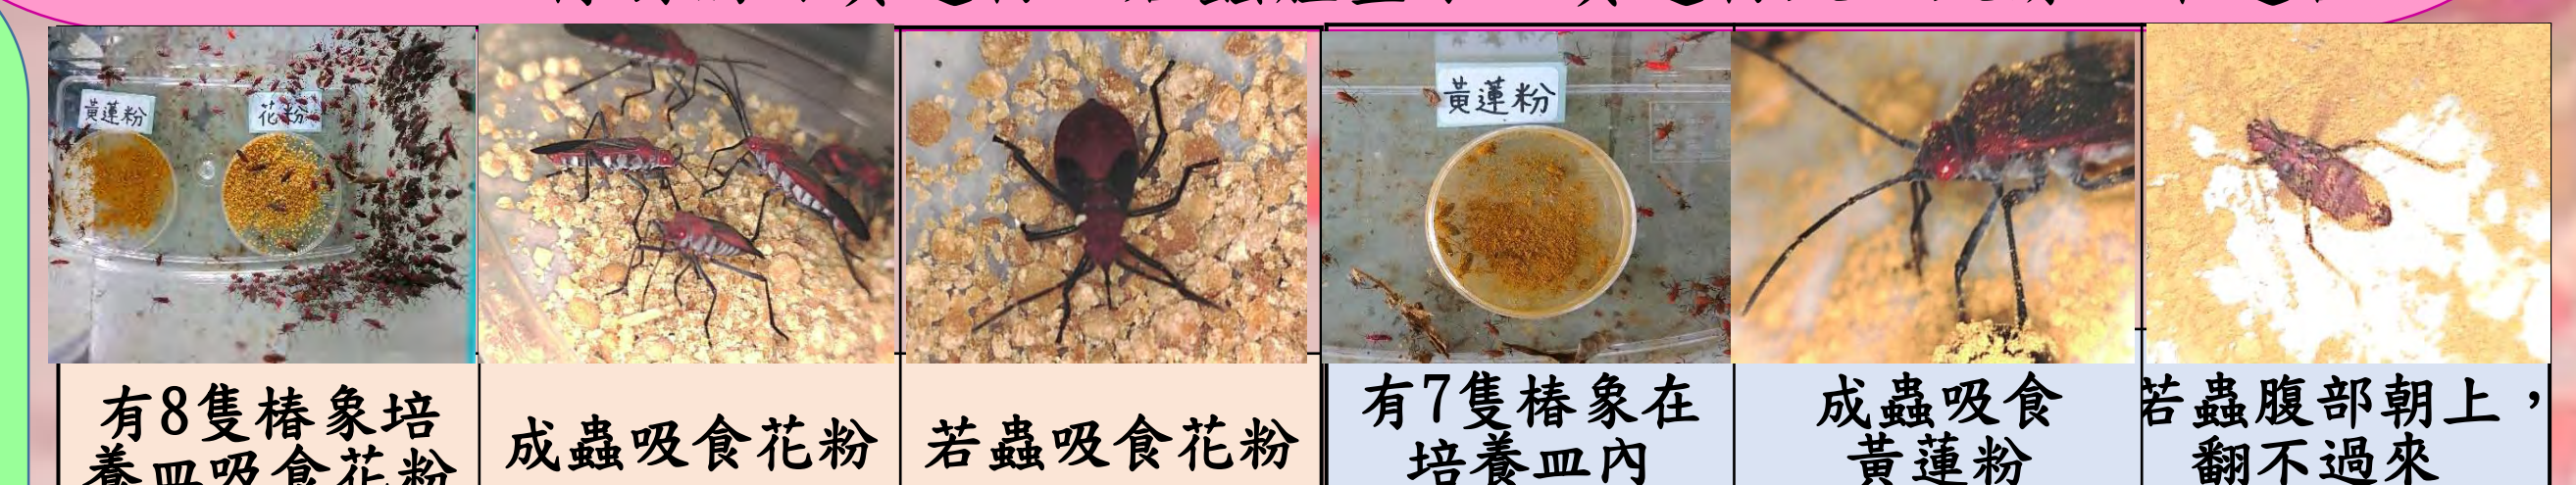 黃蓮粉
花粉
黃蓮粉
有8隻椿象培
養皿吸食花粉
成蟲吸食花粉
若蟲吸食花粉
有7隻椿象在
培養皿內
成蟲吸食
黃蓮粉
若蟲腹部朝上，
翻不過來